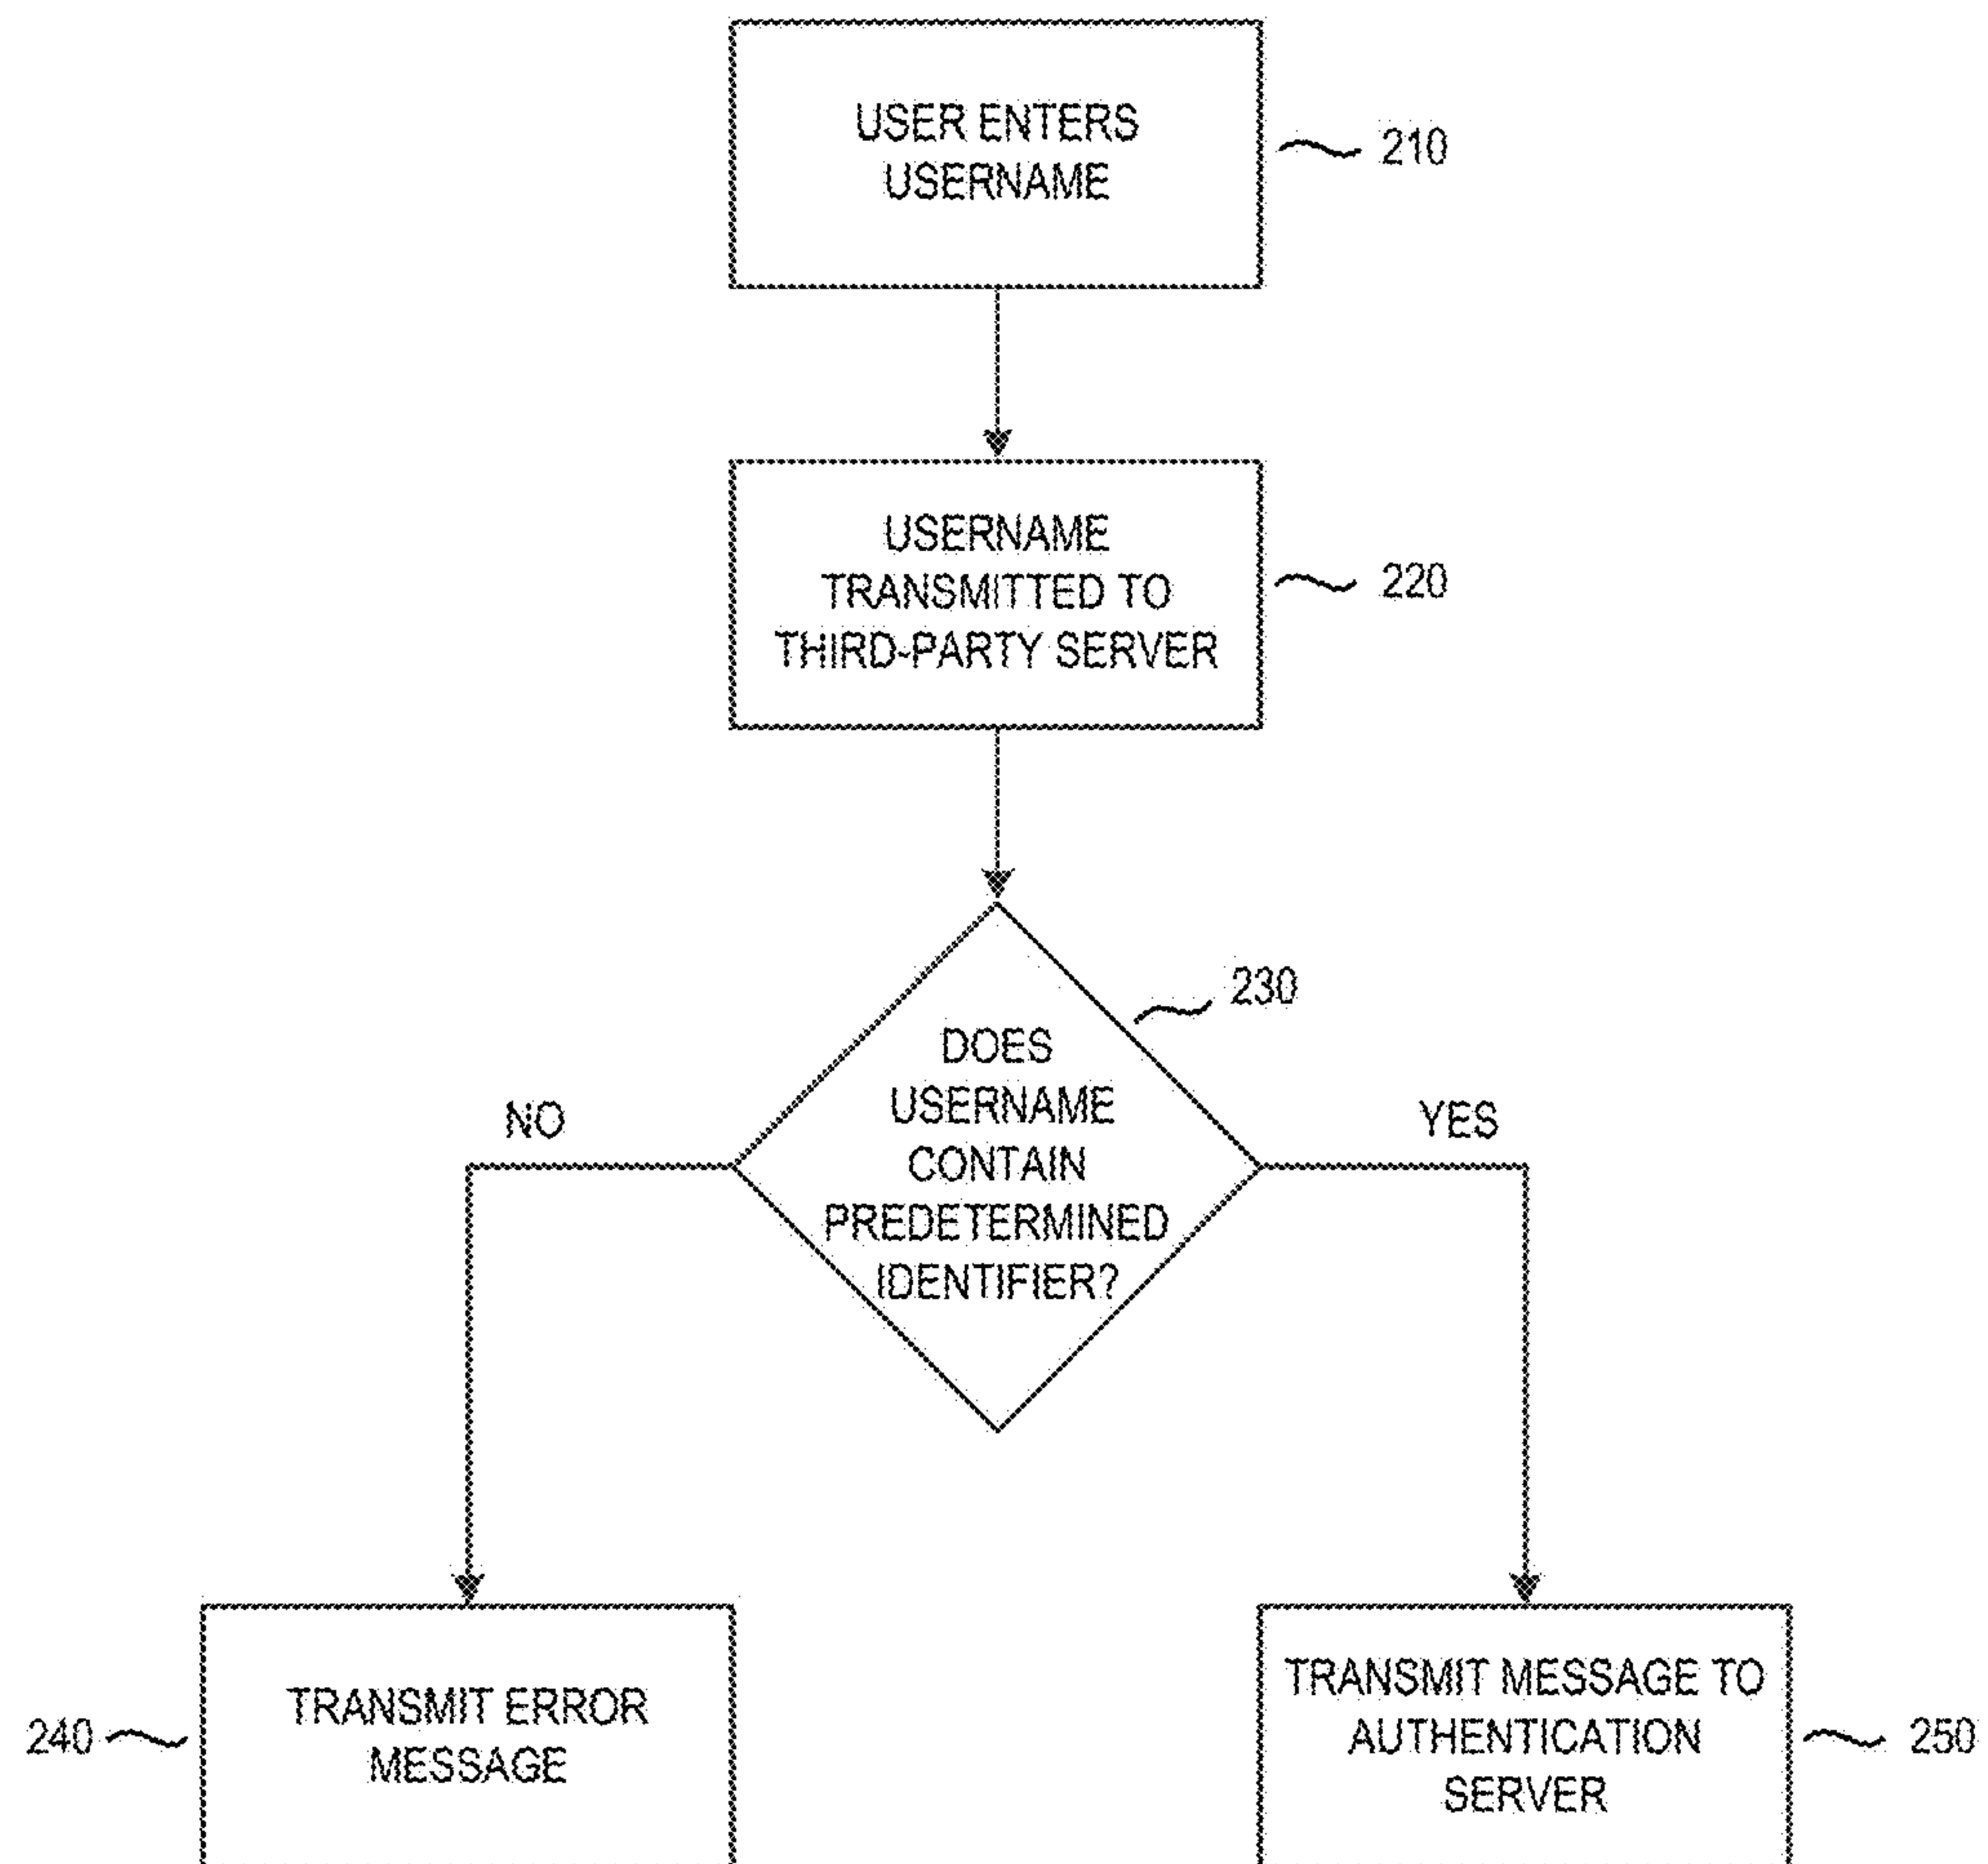 USER ENTERS
USERNAME
210
USERNAME
TRANSMITTED TO
THIRD-PARTY SERVER
220
230
DOES
USERNAME
CONTAIN
PREDETERMINED
IDENTIFIER?
NO
YES
240
TRANSMIT ERROR
MESSAGE
TRANSMIT MESSAGE TO
AUTHENTICATION
SERVER
250